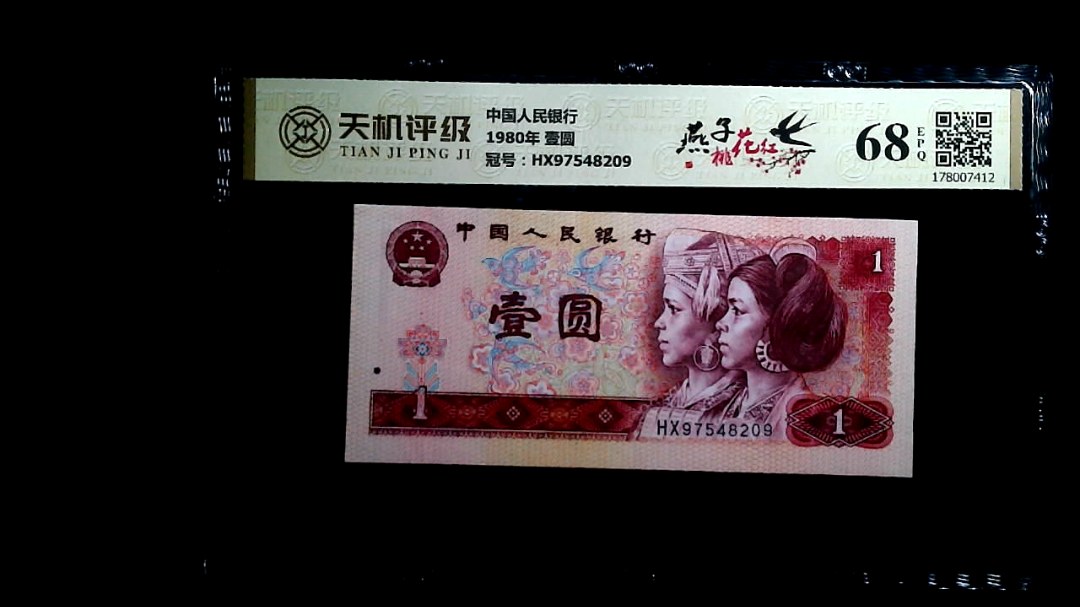 天机评级
TIAN JI PING JI
中国人民银行
1980年 壹圆
冠号：HX97548209
燕子
桃花红
68
EPQ
178007412
中国人民银行
壹圆
1
1
HX97548209
1